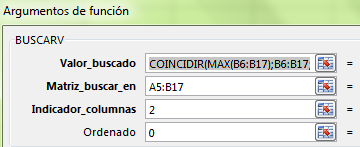 Argumentos de función
BUSCARV
Valor_buscado COINCIDIR(MAX(B6:B17);B6:B17. =
Matriz_buscar_en A5:B17 =
Indicador_columnas 2 =
Ordenado 0 =